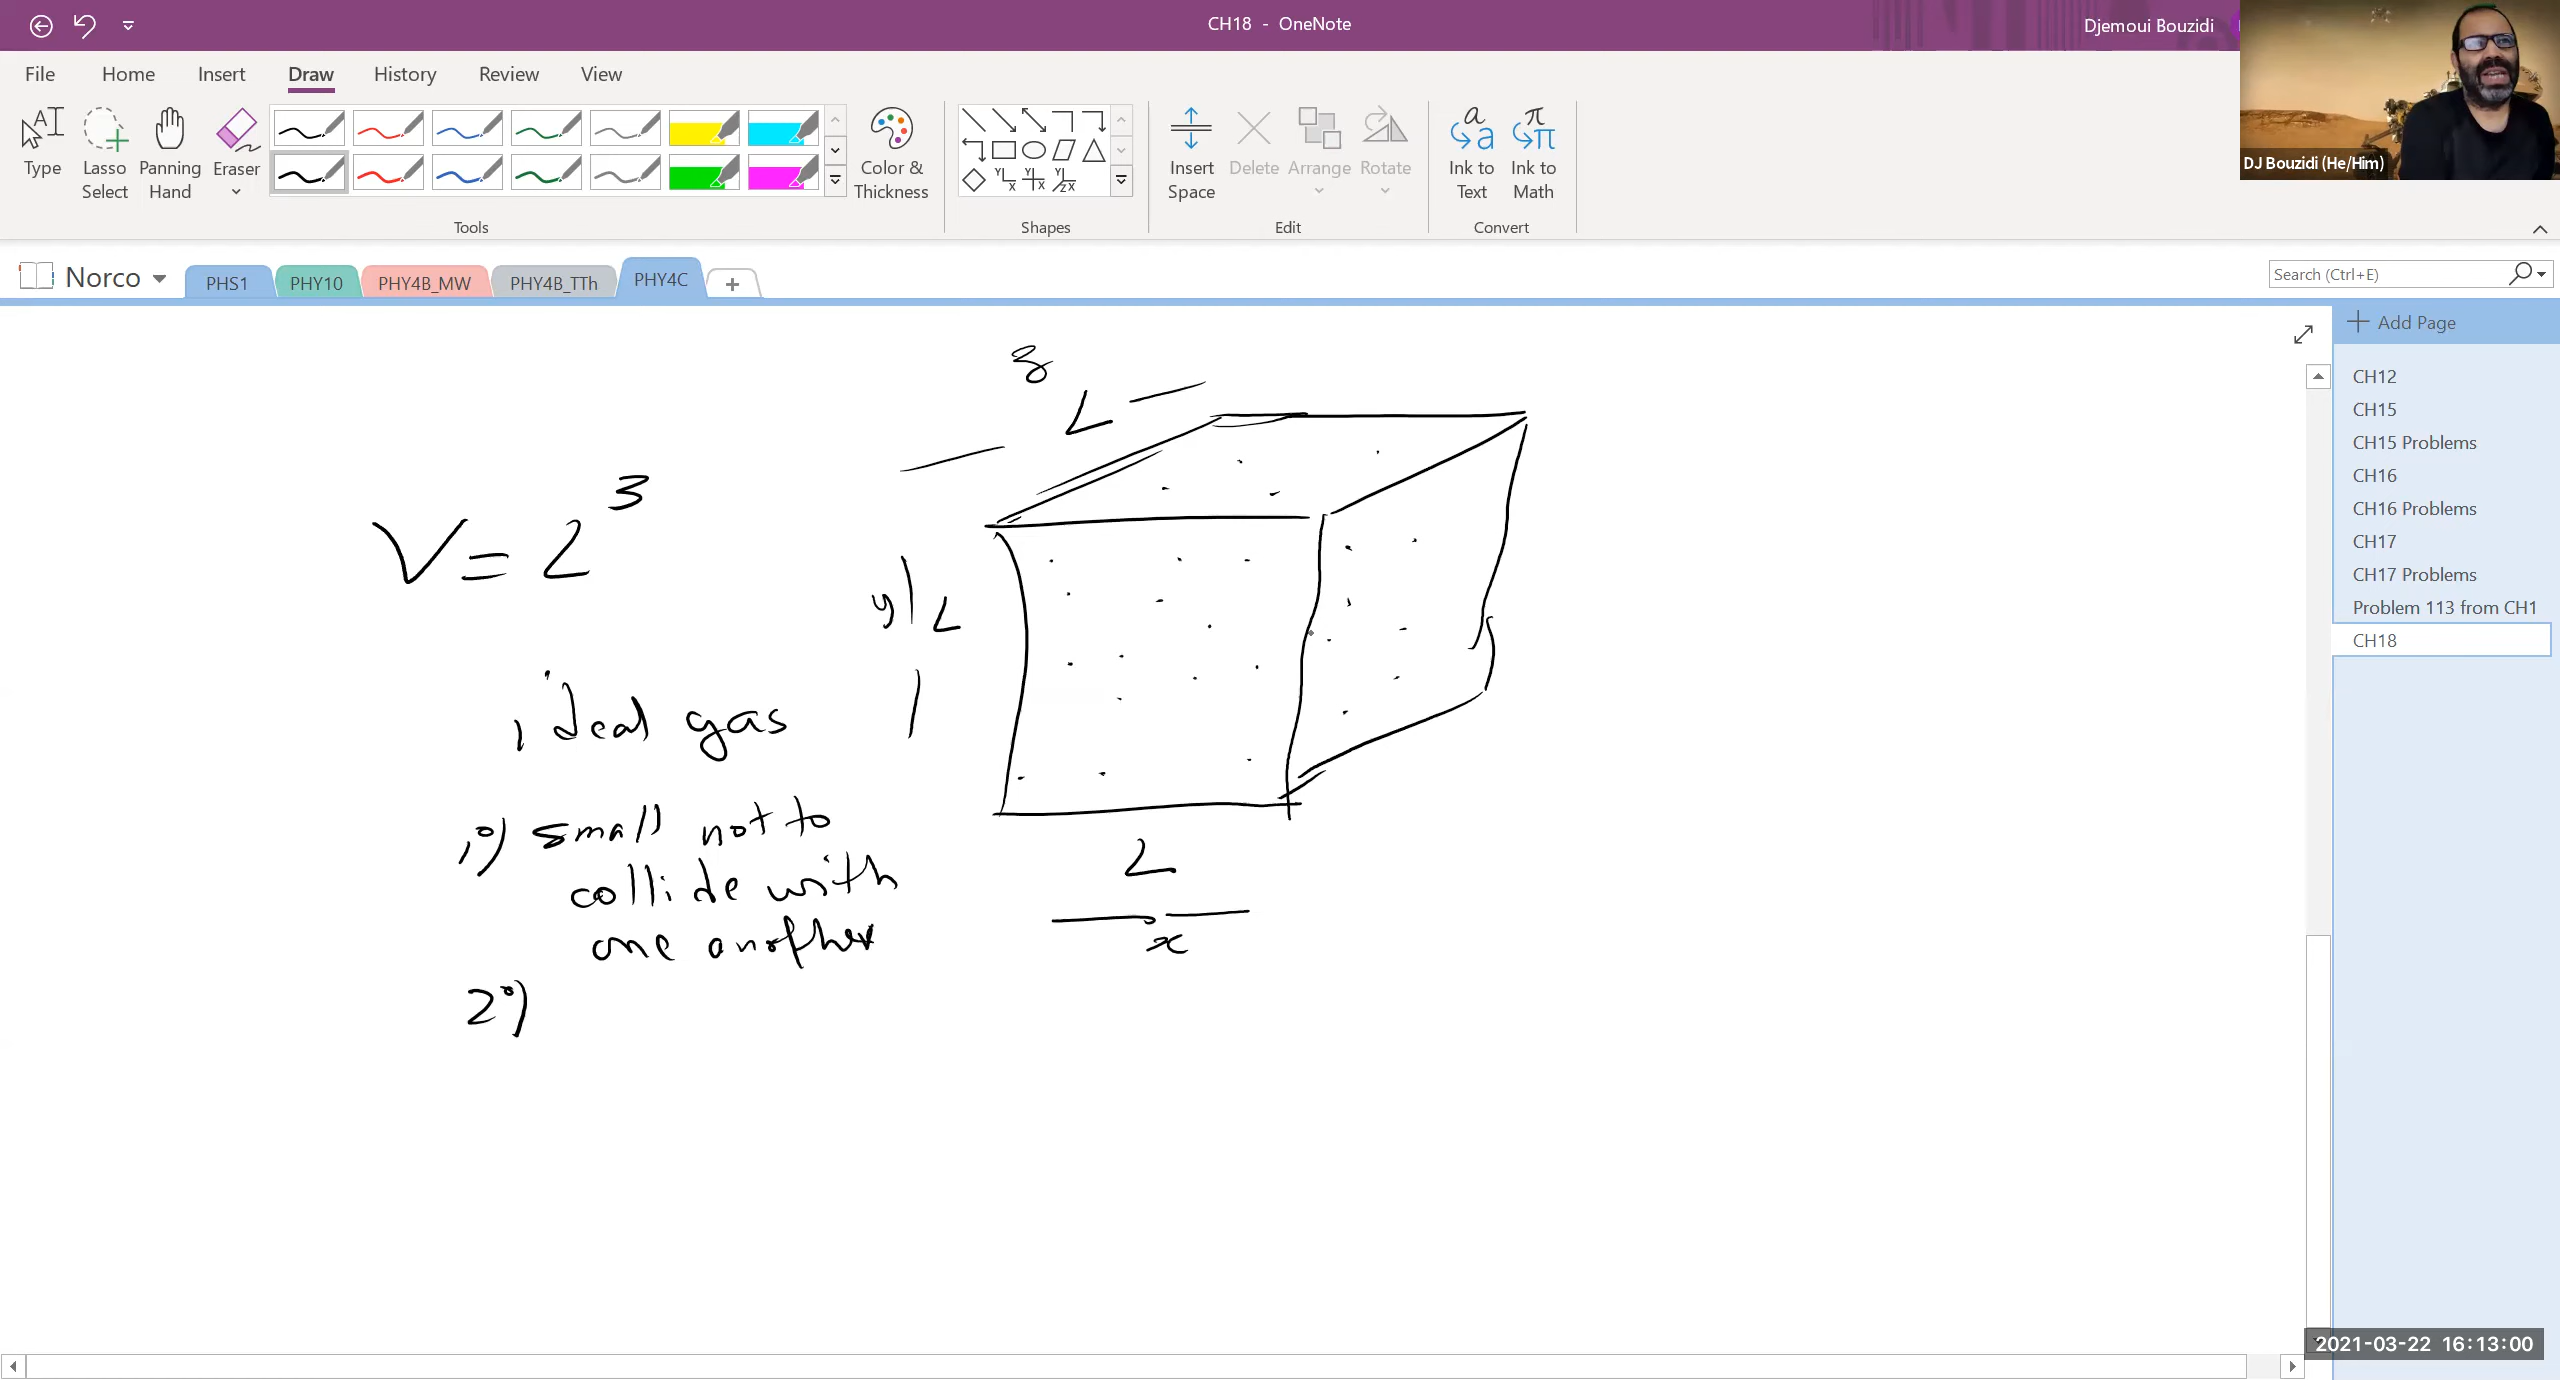 CH18 - OneNote
Djemoui Bouzidi
File Home Insert Draw History Review View
Type
Lasso Select
Panning Hand
Eraser
Color & Thickness
Insert Space
Delete
Arrange
Rotate
Ink to Text
Ink to Math
Tools
Shapes
Edit
Convert
DJ Bouzidi (He/Him)
Norco
PHS1 PHY10 PHY4B_MW PHY4B_TTh PHY4C
Search (Ctrl+E)
Add Page
CH12
CH15
CH15 Problems
CH16
CH16 Problems
CH17
CH17 Problems
Problem 113 from CH1
CH18
z
L
V = L³
y L
ideal gas
1°) small not to
collide with
one another
2°)
L
x
2021-03-22 16:13:00